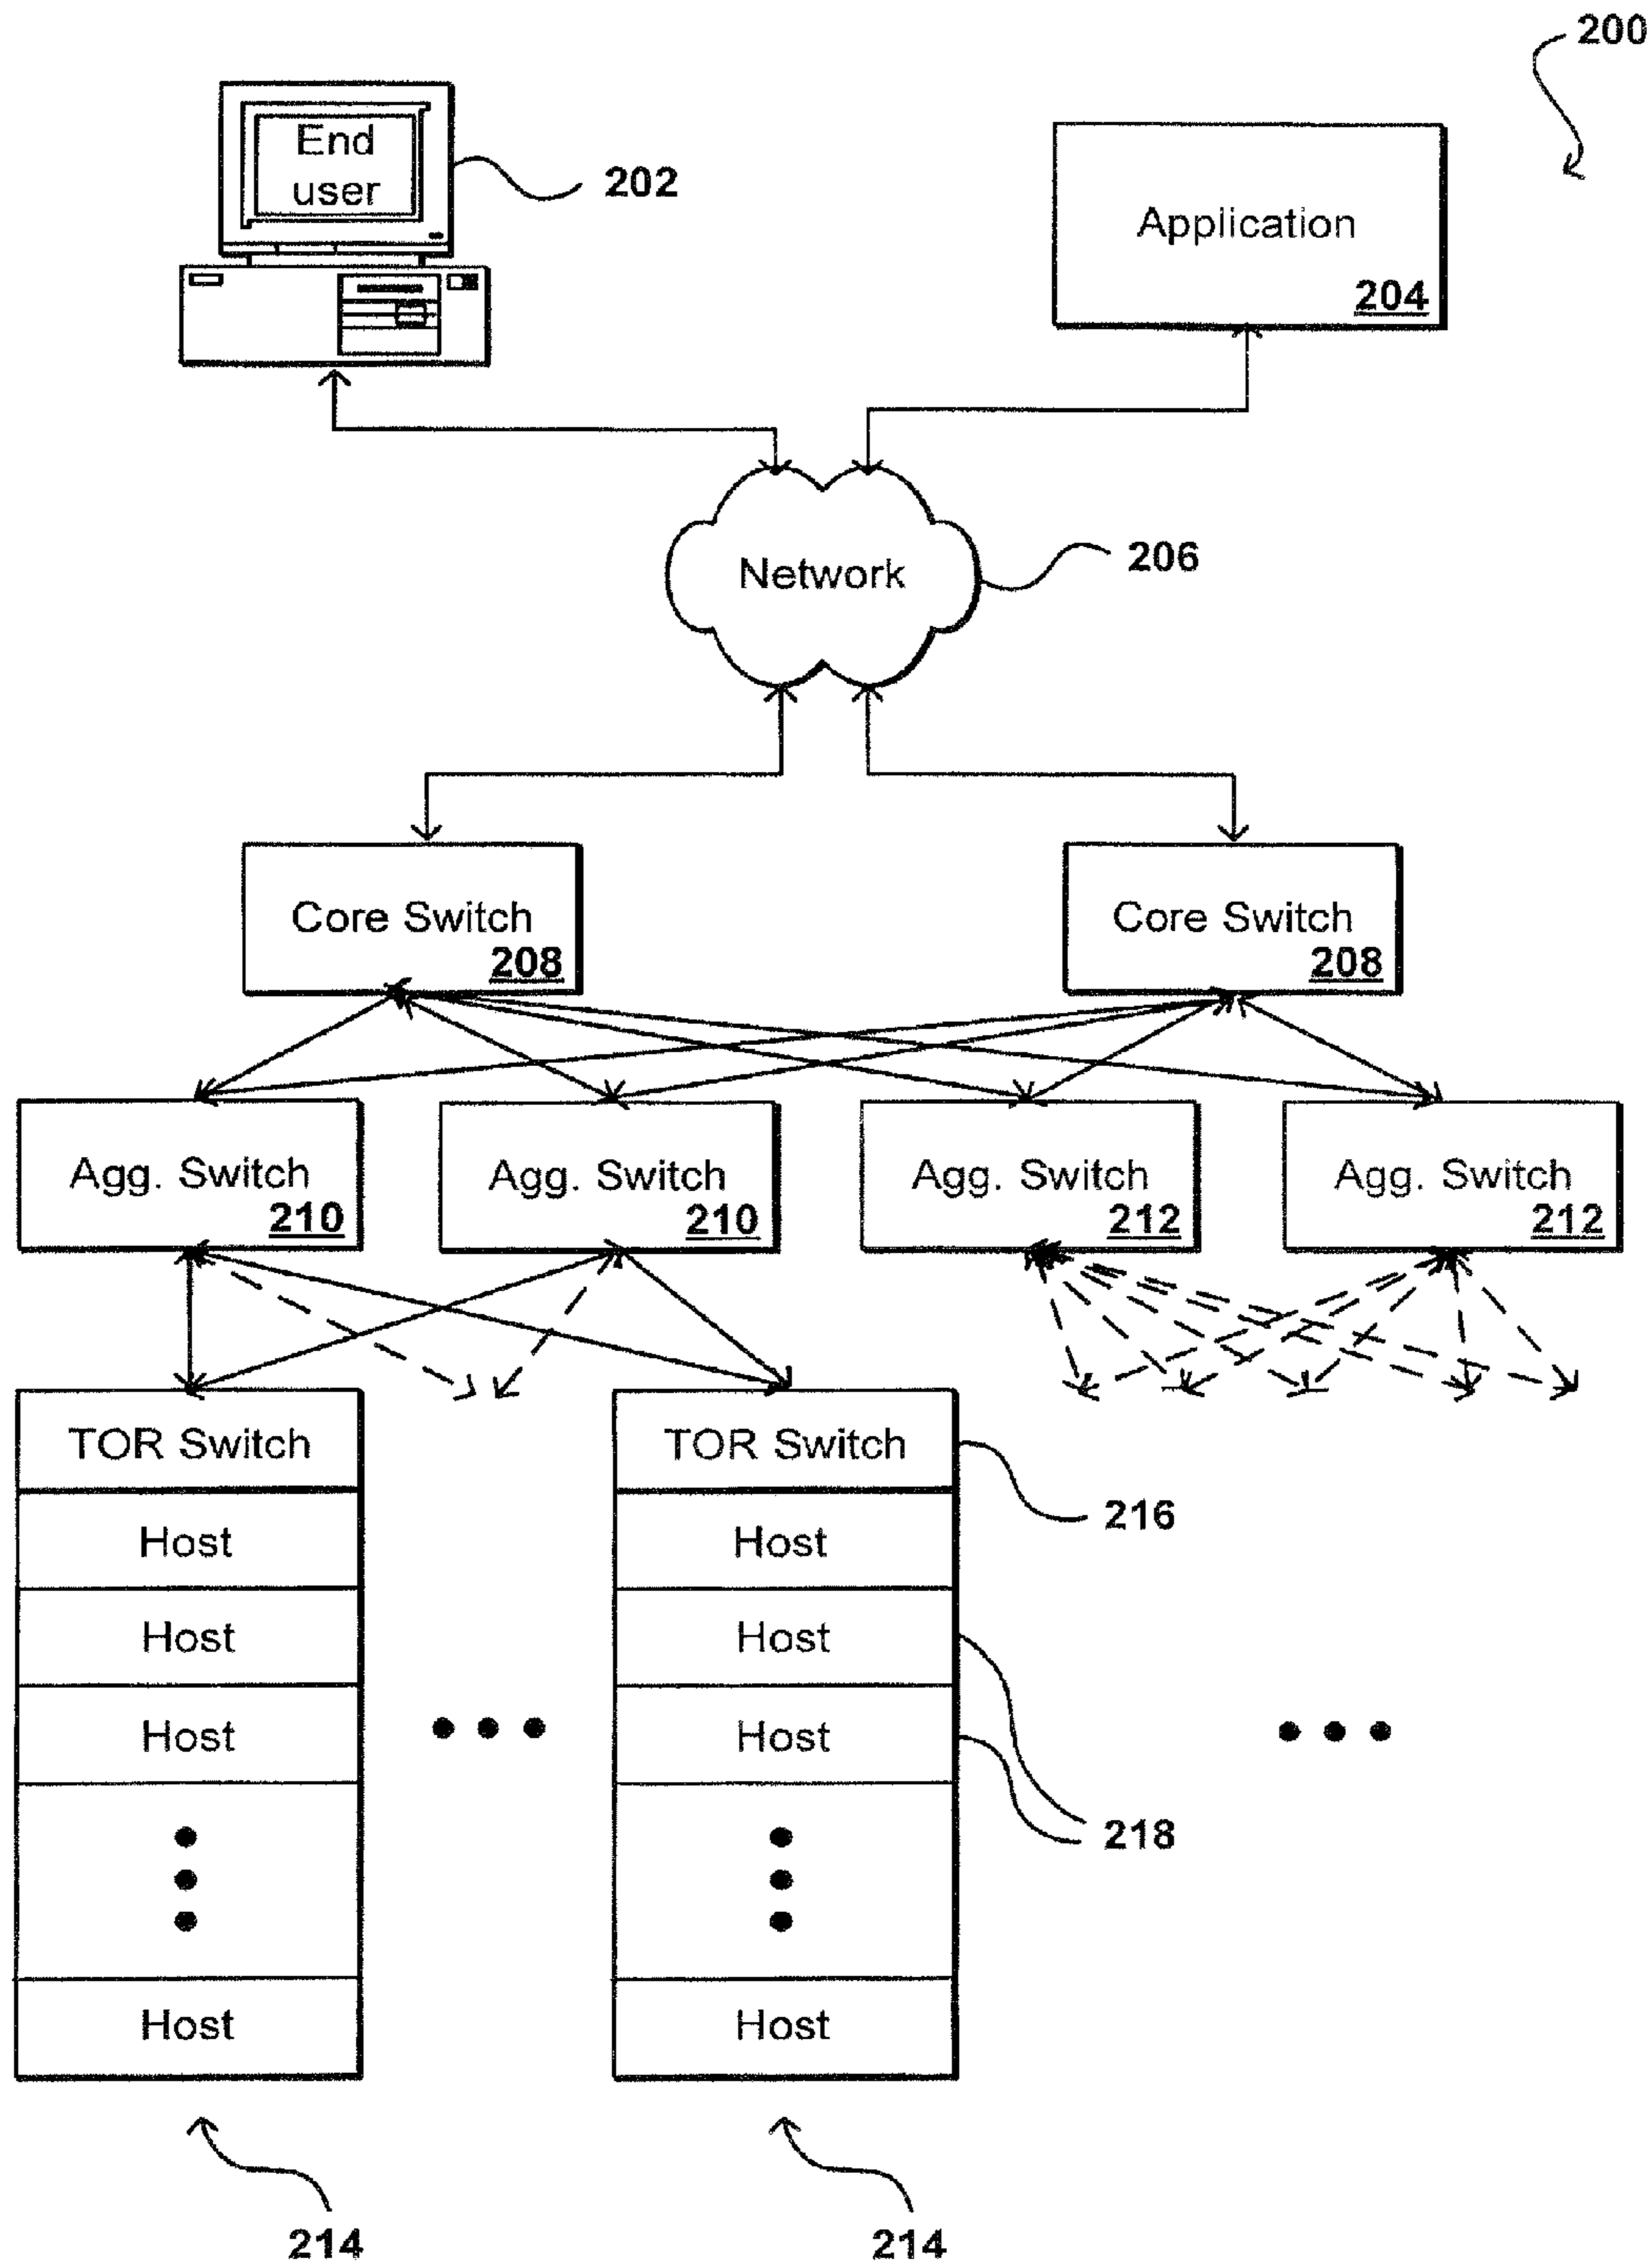 200
End
user
202
Application
204
Network
206
Core Switch
208
Core Switch
208
Agg. Switch
210
Agg. Switch
210
Agg. Switch
212
Agg. Switch
212
TOR Switch
TOR Switch
216
Host
Host
Host
Host
Host
Host
218
Host
Host
214
214